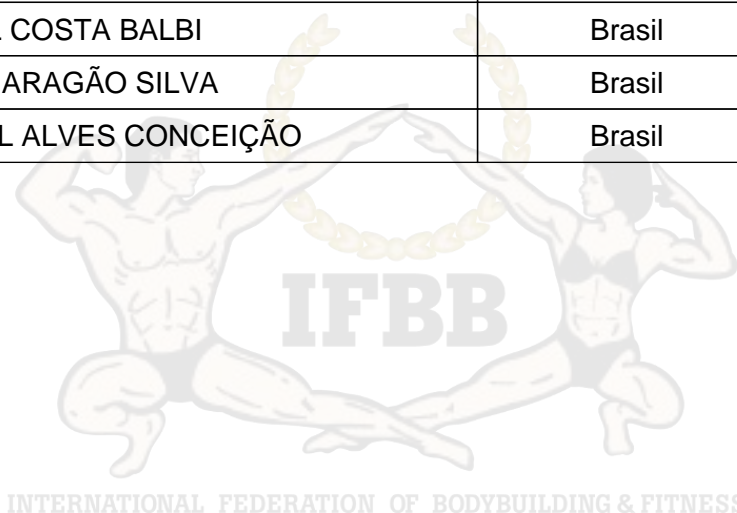 COSTA BALBI Brasil
ARAGÃO SILVA Brasil
L ALVES CONCEIÇÃO Brasil
IFBB
INTERNATIONAL FEDERATION OF BODYBUILDING & FITNESS